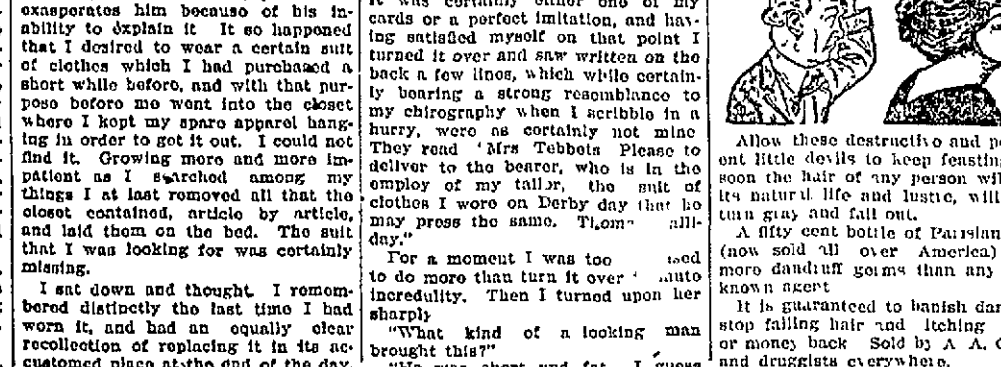 exasperates him because of his in-
ability to explain it It so happened
that I desired to wear a certain suit
of clothes which I had purchased a
short while before, and with that pur-
pose before me went into the closet
where I kept my spare apparel hang-
ing in order to get it out. I could not
find it. Growing more and more im-
patient as I searched among my
things I at last removed all that the
closet contained, article by article,
and laid them on the bed. The suit
that I was looking for was certainly
missing.
I sat down and thought. I remem-
bered distinctly the last time I had
worn it, and had an equally clear
recollection of replacing it in its ac-
customed place at the end of the day.
It was certainly either one of my
cards or a perfect imitation, and hav-
ing satisfied myself on that point I
turned it over and saw written on the
back a few lines, which while certain-
ly bearing a strong resemblance to
my chirography when I scribble in a
hurry, were as certainly not mine
They read 'Mrs Tebbets Please to
deliver to the bearer, who is in the
employ of my tailor, the suit of
clothes I wore on Derby day that he
may press the same.
day."
For a moment I was too
to do more than turn it over
incredulity. Then I turned upon her
sharply
"What kind of a looking man
brought this?"
"He was short and fat. I guess
Allow these destructive and
ent little devils to keep feasting
soon the hair of any person will
its natural life and lustre, will
turn gray and fall out.
A fifty cent bottle of Parisian
(now sold all over America)
more dandruff germs than any
known agent
It is guaranteed to banish
stop falling hair and itching
or money back Sold by A A.
and druggists everywhere.